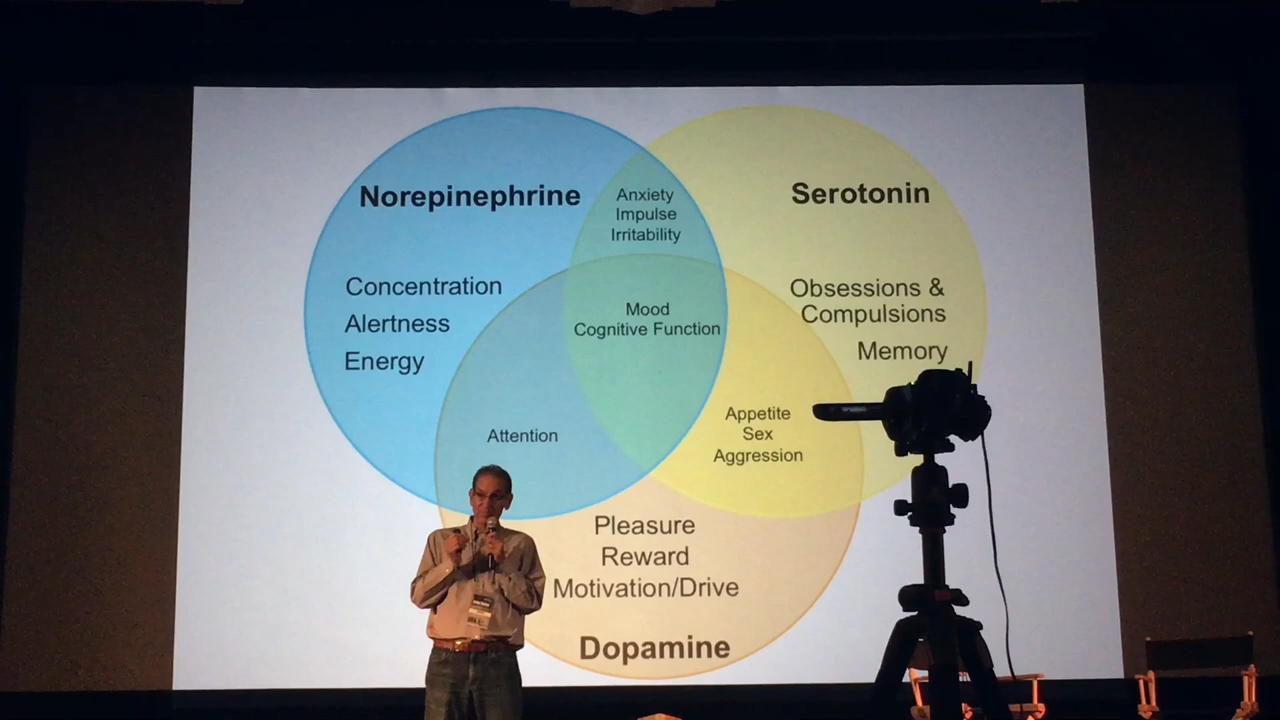 Norepinephrine
Concentration
Alertness
Energy
Anxiety
Impulse
Irritability
Serotonin
Obsessions &
Compulsions
Memory
Mood
Cognitive Function
Attention
Appetite
Sex
Aggression
Pleasure
Reward
Motivation/Drive
Dopamine